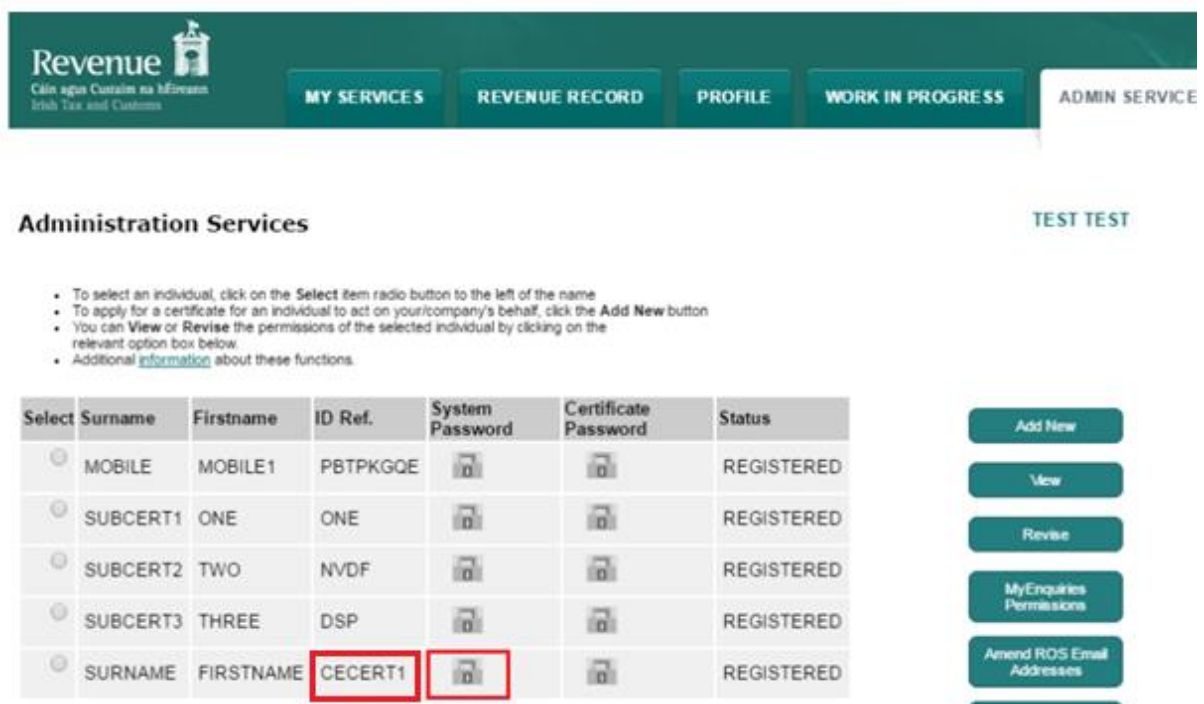 Revenue
Cáin agus Custaim na hÉireann
Irish Tax and Customs
MY SERVICES REVENUE RECORD PROFILE WORK IN PROGRESS ADMIN SERVICE
Administration Services
TEST TEST
• To select an individual, click on the Select item radio button to the left of the name
• To apply for a certificate for an individual to act on your/company's behalf, click the Add New button
• You can View or Revise the permissions of the selected individual by clicking on the
relevant option box below.
• Additional information about these functions.
Select Surname Firstname ID Ref. System Password Certificate Password Status
MOBILE MOBILE1 PBTPKGQE REGISTERED
SUBCERT1 ONE ONE REGISTERED
SUBCERT2 TWO NVDF REGISTERED
SUBCERT3 THREE DSP REGISTERED
SURNAME FIRSTNAME CECERT1 REGISTERED
Add New
View
Revise
MyEnquiries
Permissions
Amend ROS Email
Addresses